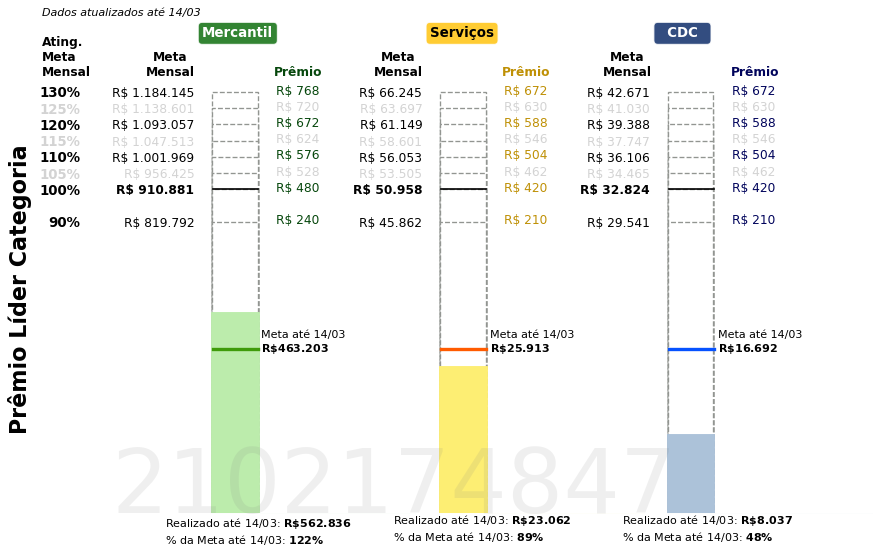 Dados atualizados até 14/03
Mercantil Serviços CDC
Ating. Meta Mensal
Meta Mensal Prêmio Meta Mensal Prêmio Meta Mensal Prêmio
130% R$ 1.184.145 R$ 768 R$ 66.245 R$ 672 R$ 42.671 R$ 672
125% R$ 1.138.601 R$ 720 R$ 63.697 R$ 630 R$ 41.030 R$ 630
120% R$ 1.093.057 R$ 672 R$ 61.149 R$ 588 R$ 39.388 R$ 588
115% R$ 1.047.513 R$ 624 R$ 58.601 R$ 546 R$ 37.747 R$ 546
110% R$ 1.001.969 R$ 576 R$ 56.053 R$ 504 R$ 36.106 R$ 504
105% R$ 956.425 R$ 528 R$ 53.505 R$ 462 R$ 34.465 R$ 462
100% R$ 910.881 R$ 480 R$ 50.958 R$ 420 R$ 32.824 R$ 420
90% R$ 819.792 R$ 240 R$ 45.862 R$ 210 R$ 29.541 R$ 210
Prêmio Líder Categoria
Meta até 14/03 Meta até 14/03 Meta até 14/03
R$463.203 R$25.913 R$16.692
2102174847
Realizado até 14/03: R$562.836 Realizado até 14/03: R$23.062 Realizado até 14/03: R$8.037
% da Meta até 14/03: 122% % da Meta até 14/03: 89% % da Meta até 14/03: 48%